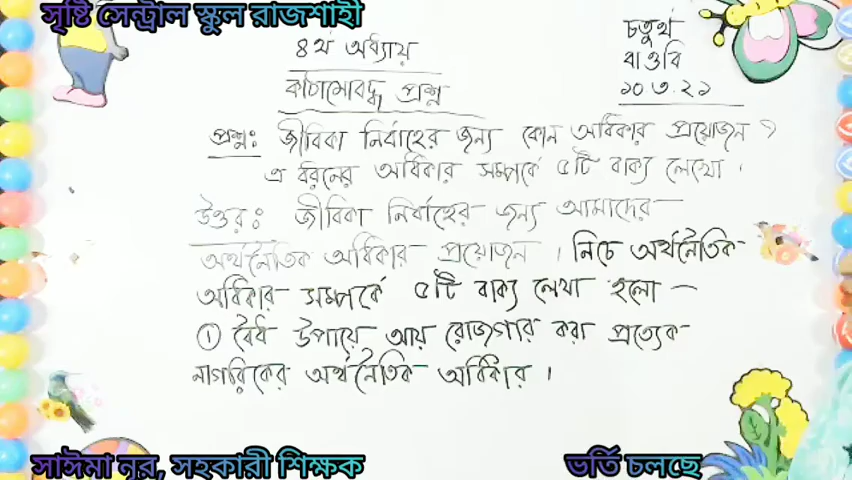 সৃষ্টি সেন্ট্রাল স্কুল রাজশাহী
৪র্থ অধ্যায়
চতুর্থ
বাওবি
১০.৩.২১
কাঠামোবদ্ধ প্রশ্ন
প্রশ্ন: জীবিকা নির্বাহের জন্য কোন অধিকার প্রয়োজন ?
এ ধরনের অধিকার সম্পর্কে ৫টি বাক্য লেখো ।
উত্তর: জীবিকা নির্বাহের জন্য আমাদের
অর্থনৈতিক অধিকার প্রয়োজন । নিচে অর্থনৈতিক
অধিকার সম্পর্কে ৫টি বাক্য লেখা হলো —
① বৈধ উপায়ে আয় রোজগার করা প্রত্যেক
নাগরিকের অর্থনৈতিক অধিকার ।
সাঈমা নূর, সহকারী শিক্ষক
ভর্তি চলছে